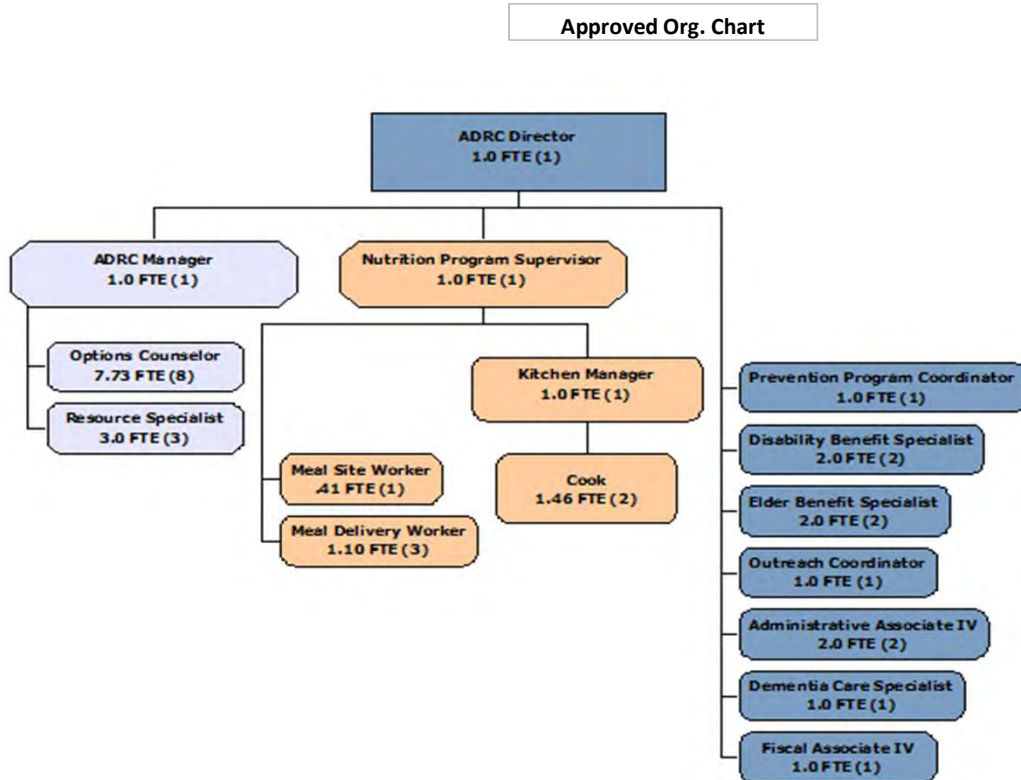 Approved Org. Chart
ADRC Director
1.0 FTE (1)
ADRC Manager
1.0 FTE (1)
Nutrition Program Supervisor
1.0 FTE (1)
Options Counselor
7.73 FTE (8)
Resource Specialist
3.0 FTE (3)
Kitchen Manager
1.0 FTE (1)
Meal Site Worker
.41 FTE (1)
Meal Delivery Worker
1.10 FTE (3)
Cook
1.46 FTE (2)
Prevention Program Coordinator
1.0 FTE (1)
Disability Benefit Specialist
2.0 FTE (2)
Elder Benefit Specialist
2.0 FTE (2)
Outreach Coordinator
1.0 FTE (1)
Administrative Associate IV
2.0 FTE (2)
Dementia Care Specialist
1.0 FTE (1)
Fiscal Associate IV
1.0 FTE (1)